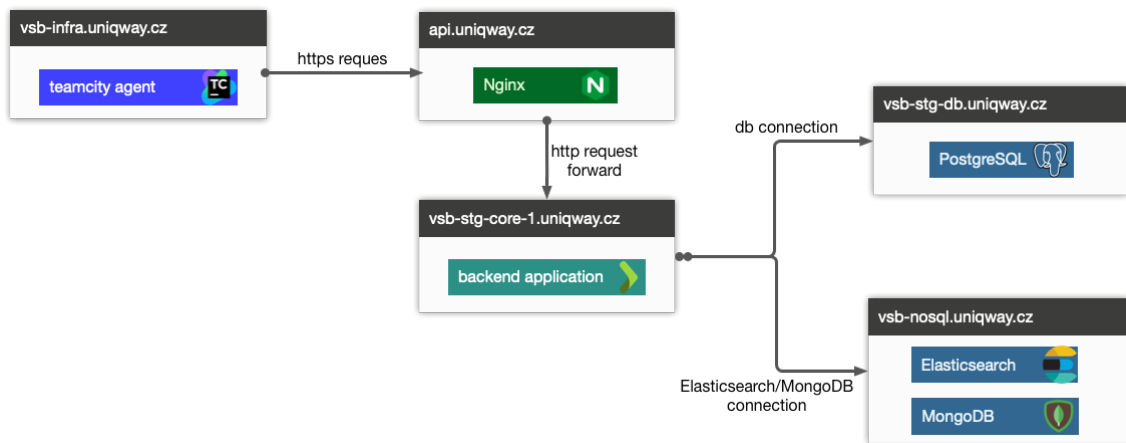 vsb-infra.uniqway.cz
teamcity agent
TC
https reques
api.uniqway.cz
Nginx
N
http request
forward
vsb-stg-core-1.uniqway.cz
backend application
db connection
vsb-stg-db.uniqway.cz
PostgreSQL
Elasticsearch/MongoDB
connection
vsb-nosql.uniqway.cz
Elasticsearch
MongoDB